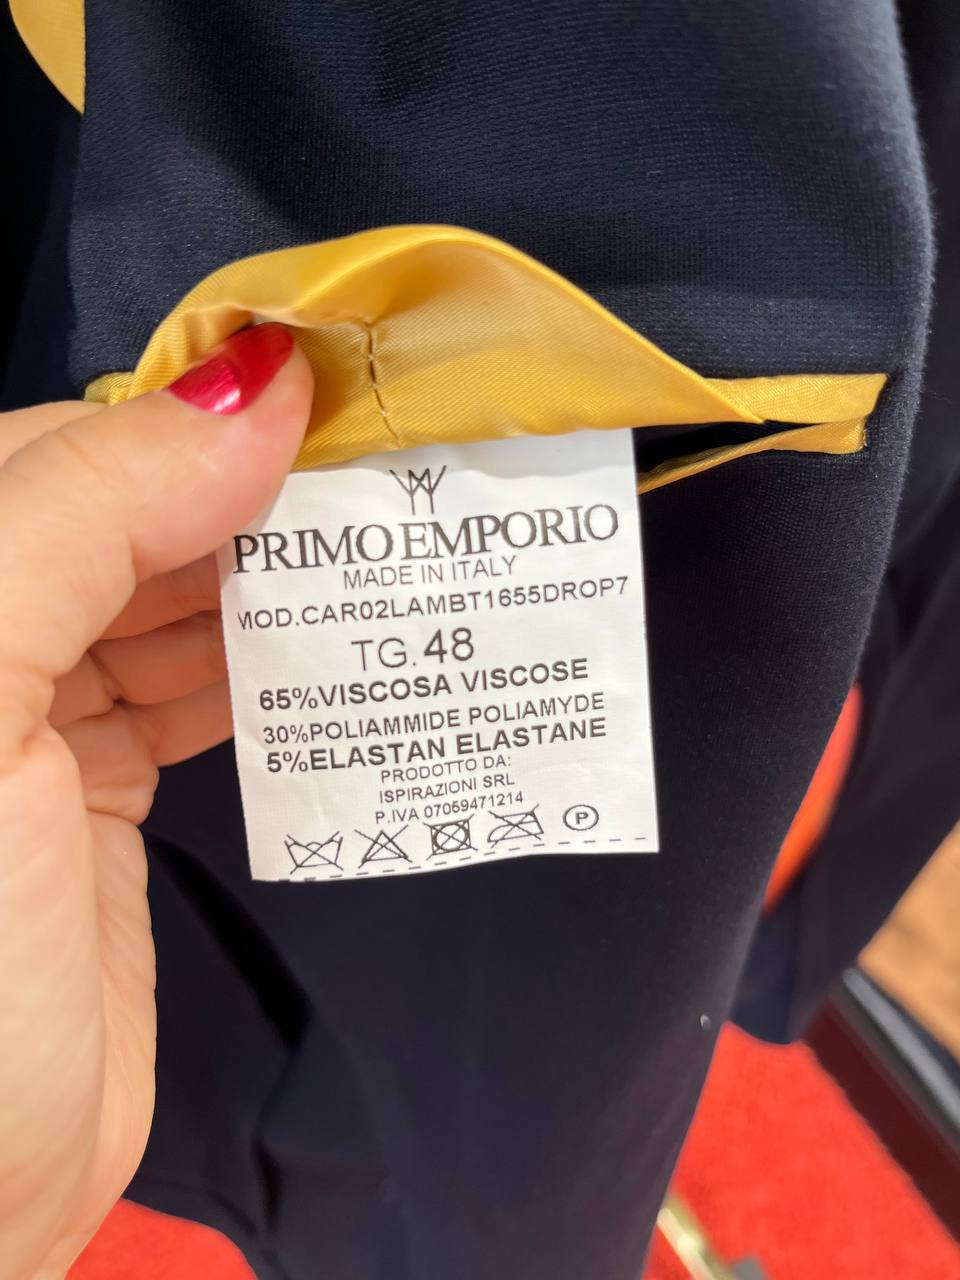 PRIMO EMPORIO
MADE IN ITALY
MOD.CAR02LAMBT1655DROP7
TG. 48
65%VISCOSA VISCOSE
30%POLIAMMIDE POLIAMYDE
5%ELASTAN ELASTANE
PRODOTTO DA:
ISPIRAZIONI SRL
P.IVA 07059471214
P